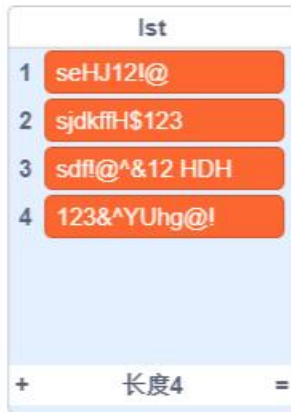 lst
1 seHJ12!@
2 sjdkffH$123
3 sdf!@^&12 HDH
4 123&^YUhg@!
+ 长度4 =